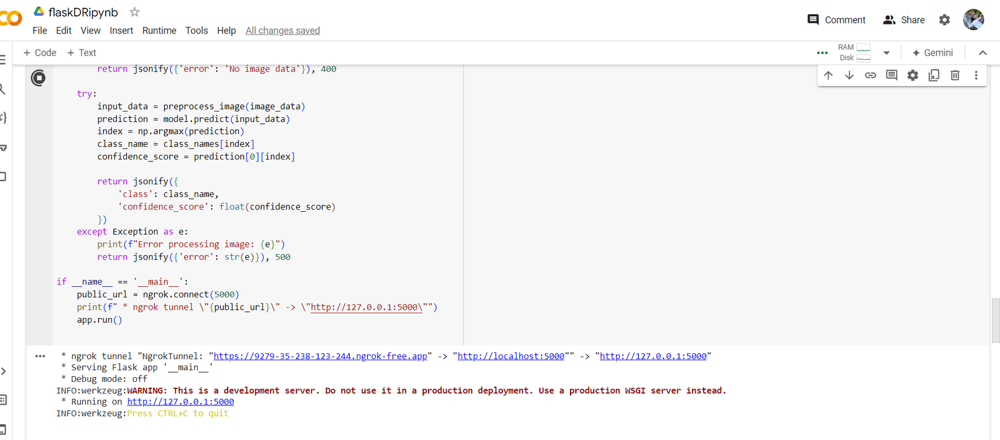 flaskDRipynb
File Edit View Insert Runtime Tools Help All changes saved
Comment Share
+ Code + Text
RAM
Disk
Gemini
return jsonify({'error': 'No image data'}), 400
try:
input_data = preprocess_image(image_data)
prediction = model.predict(input_data)
index = np.argmax(prediction)
class_name = class_names[index]
confidence_score = prediction[0][index]
return jsonify({
'class': class_name,
'confidence_score': float(confidence_score)
})
except Exception as e:
print(f"Error processing image: {e}")
return jsonify({'error': str(e)}), 500
if __name__ == '__main__':
public_url = ngrok.connect(5000)
print(f" * ngrok tunnel \"{public_url}\" -> \"http://127.0.0.1:5000\"")
app.run()
* ngrok tunnel "NgrokTunnel: "https://9279-35-238-123-244.ngrok-free.app" -> "http://localhost:5000"" -> "http://127.0.0.1:5000"
* Serving Flask app '__main__'
* Debug mode: off
INFO:werkzeug:WARNING: This is a development server. Do not use it in a production deployment. Use a production WSGI server instead.
* Running on http://127.0.0.1:5000
INFO:werkzeug:Press CTRL+C to quit